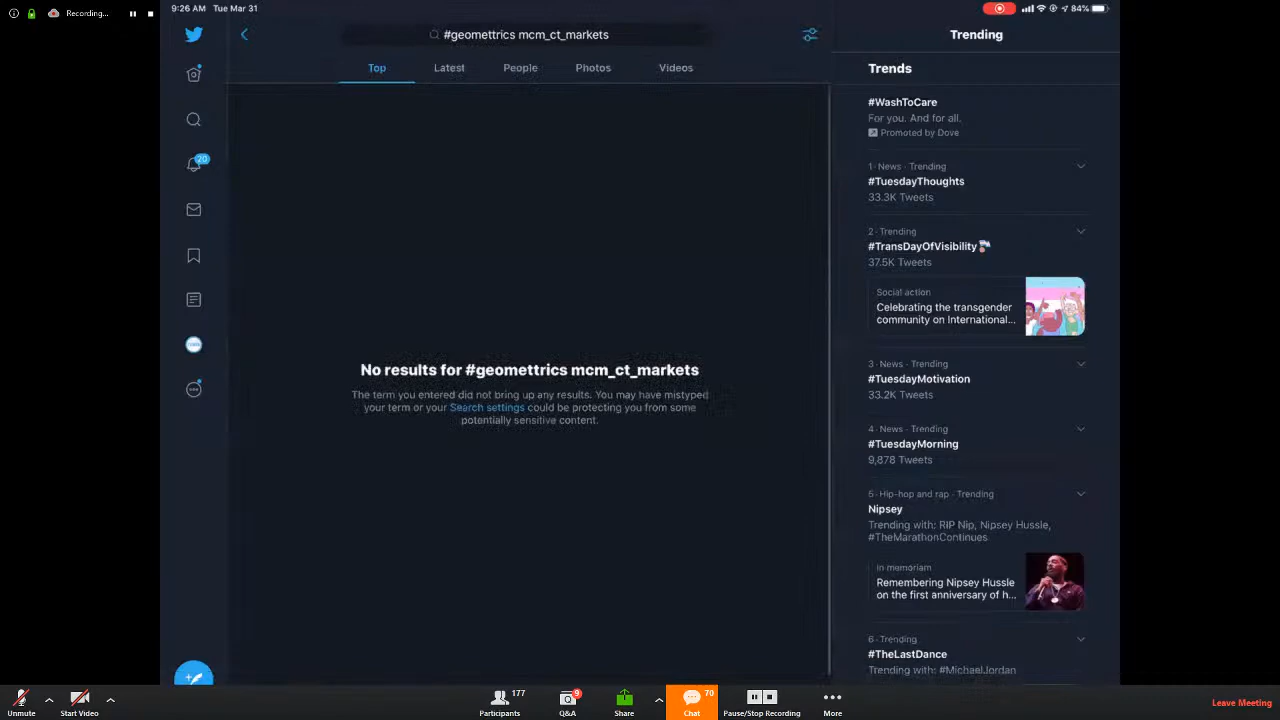 9:26 AM Tue Mar 31
84%
Recording...
#geomettrics mcm_ct_markets
Top
Latest
People
Photos
Videos
20
No results for #geomettrics mcm_ct_markets
The term you entered did not bring up any results. You may have mistyped
your term or your Search settings could be protecting you from some
potentially sensitive content.
Trending
Trends
#WashToCare
For you. And for all.
Promoted by Dove
1 · News · Trending
#TuesdayThoughts
33.3K Tweets
2 · Trending
#TransDayOfVisibility
37.5K Tweets
Social action
Celebrating the transgender
community on International...
3 · News · Trending
#TuesdayMotivation
33.2K Tweets
4 · News · Trending
#TuesdayMorning
9,878 Tweets
5 · Hip-hop and rap · Trending
Nipsey
Trending with: RIP Nip, Nipsey Hussle,
#TheMarathonContinues
In memoriam
Remembering Nipsey Hussle
on the first anniversary of h...
6 · Trending
#TheLastDance
Trending with: #MichaelJordan
Unmute
Start Video
177
Participants
9
Q&A
Share
70
Chat
Pause/Stop Recording
More
Leave Meeting